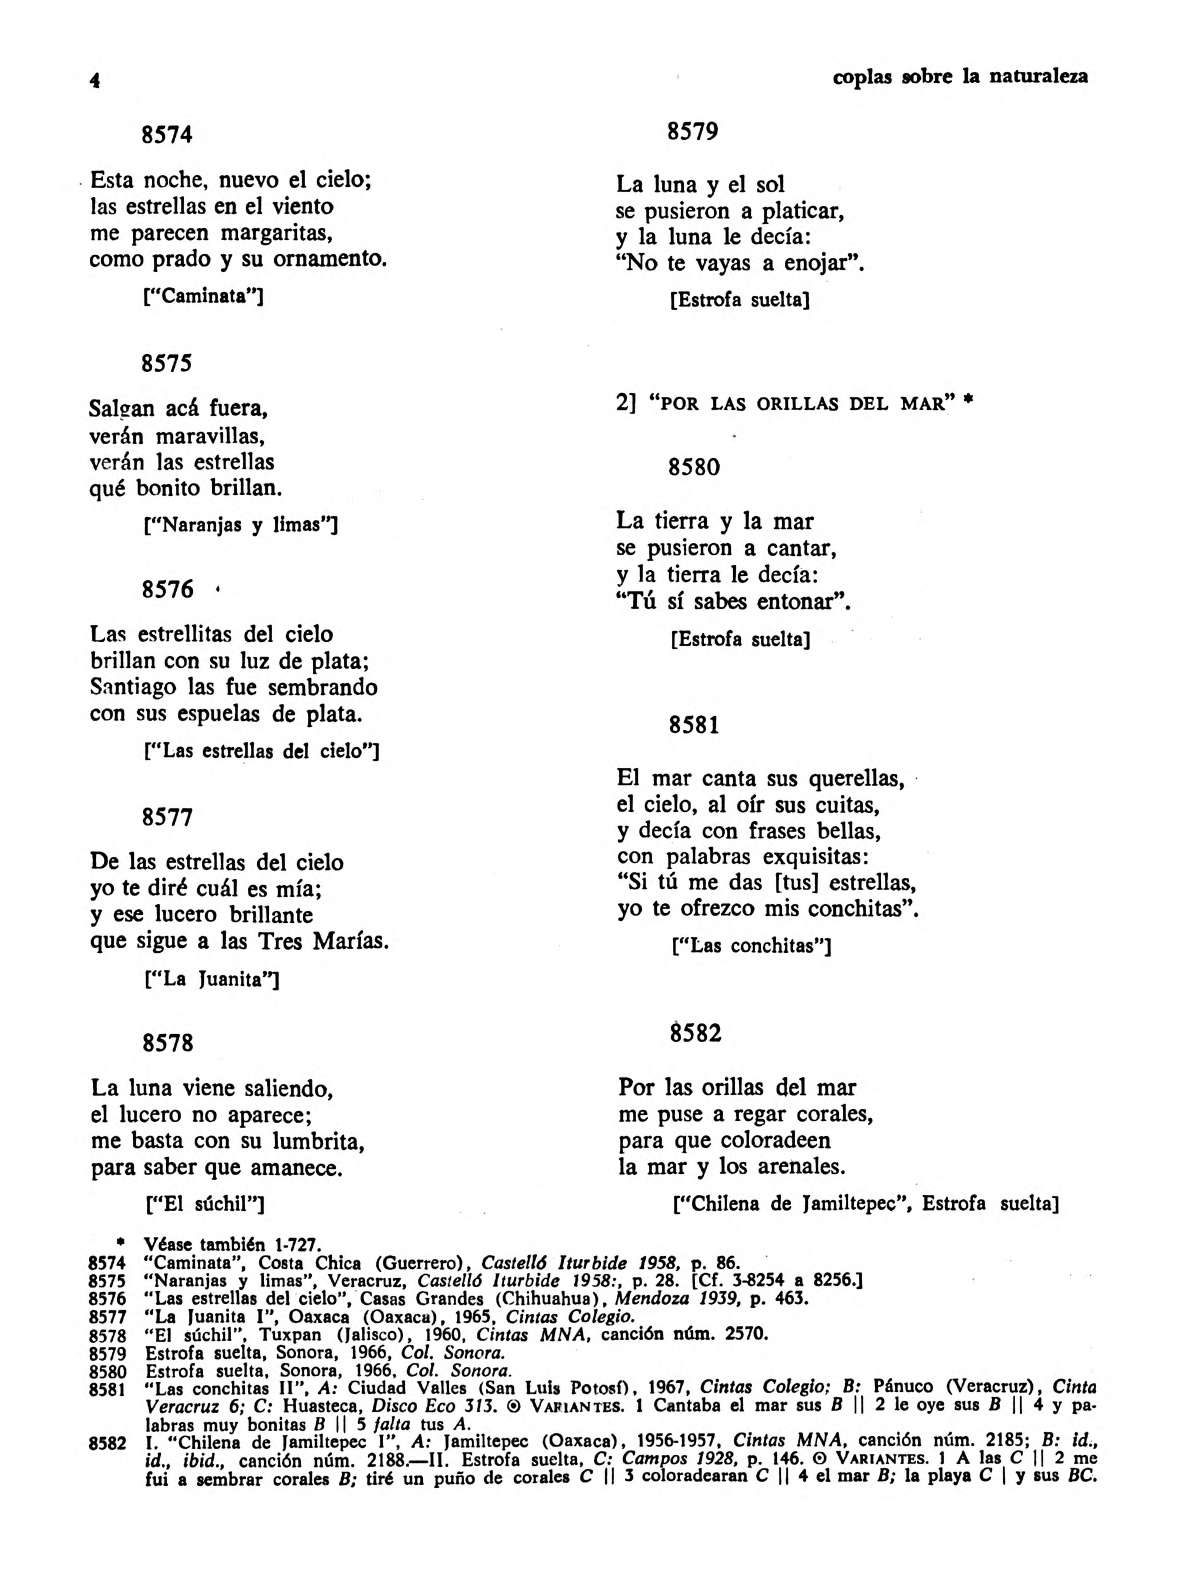 4
coplas sobre la naturaleza
8574
Esta noche, nuevo el cielo;
las estrellas en el viento
me parecen margaritas,
como prado y su ornamento.
["Caminata"]
8575
Salgan acá fuera,
verán maravillas,
verán las estrellas
qué bonito brillan.
["Naranjas y limas"]
8576
Las estrellitas del cielo
brillan con su luz de plata;
Santiago las fue sembrando
con sus espuelas de plata.
["Las estrellas del cielo"]
8577
De las estrellas del cielo
yo te diré cuál es mía;
y ese lucero brillante
que sigue a las Tres Marías.
["La Juanita"]
8578
La luna viene saliendo,
el lucero no aparece;
me basta con su lumbrita,
para saber que amanece.
["El súchil"]
8579
La luna y el sol
se pusieron a platicar,
y la luna le decía:
“No te vayas a enojar”.
[Estrofa suelta]
2] “POR LAS ORILLAS DEL MAR” *
8580
La tierra y la mar
se pusieron a cantar,
y la tierra le decía:
“Tú sí sabes entonar”.
[Estrofa suelta]
8581
El mar canta sus querellas,
el cielo, al oír sus cuitas,
y decía con frases bellas,
con palabras exquisitas:
“Si tú me das [tus] estrellas,
yo te ofrezco mis conchitas”.
[“Las conchitas”]
8582
Por las orillas del mar
me puse a regar corales,
para que coloradeen
la mar y los arenales.
[“Chilena de Jamiltepec”, Estrofa suelta]
* Véase también 1-727.
8574 “Caminata”, Costa Chica (Guerrero), Castelló Iturbide 1958, p. 86.
8575 “Naranjas y limas”, Veracruz, Castelló Iturbide 1958:, p. 28. [Cf. 3-8254 a 8256.]
8576 “Las estrellas del cielo”, Casas Grandes (Chihuahua), Mendoza 1939, p. 463.
8577 “La Juanita I”, Oaxaca (Oaxaca), 1965, Cintas Colegio.
8578 “El súchil”, Tuxpan (Jalisco), 1960, Cintas MNA, canción núm. 2570.
8579 Estrofa suelta, Sonora, 1966, Col. Sonora.
8580 Estrofa suelta, Sonora, 1966, Col. Sonora.
8581 “Las conchitas II”, A: Ciudad Valles (San Luis Potosí), 1967, Cintas Colegio; B: Pánuco (Veracruz), Cinta
Veracruz 6; C: Huasteca, Disco Eco 313. ⊙ VARIANTES. 1 Cantaba el mar sus B || 2 le oye sus B || 4 y pa-
labras muy bonitas B || 5 falta tus A.
8582 I. “Chilena de Jamiltepec I”, A: Jamiltepec (Oaxaca), 1956-1957, Cintas MNA, canción núm. 2185; B: id.,
id., ibid., canción núm. 2188.—II. Estrofa suelta, C: Campos 1928, p. 146. ⊙ VARIANTES. 1 A las C || 2 me
fui a sembrar corales B; tiré un puño de corales C || 3 coloradearan C || 4 el mar B; la playa C | y sus BC.